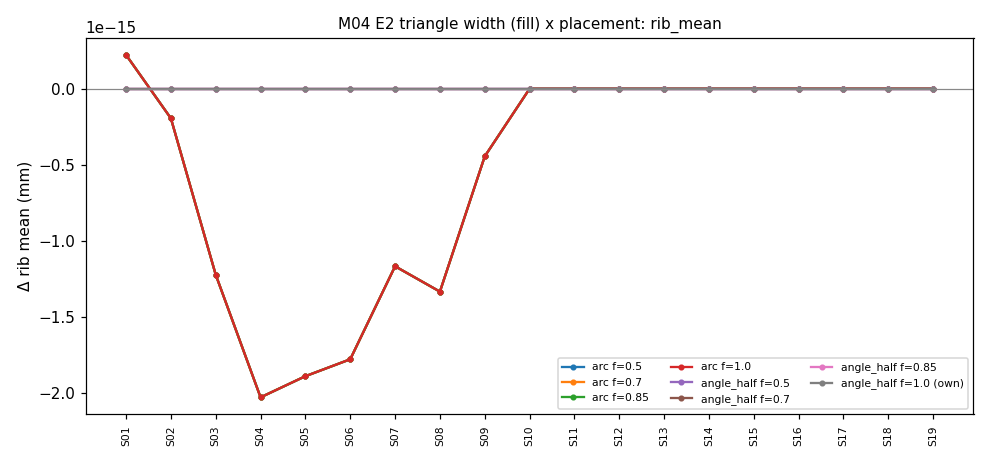 M04 E2 triangle width (fill) x placement: rib_mean
1e−15
Δ rib mean (mm)
0.0
−0.5
−1.0
−1.5
−2.0
arc f=0.5
arc f=0.7
arc f=0.85
arc f=1.0
angle_half f=0.5
angle_half f=0.7
angle_half f=0.85
angle_half f=1.0 (own)
S01 S02 S03 S04 S05 S06 S07 S08 S09 S10 S11 S12 S13 S14 S15 S16 S17 S18 S19